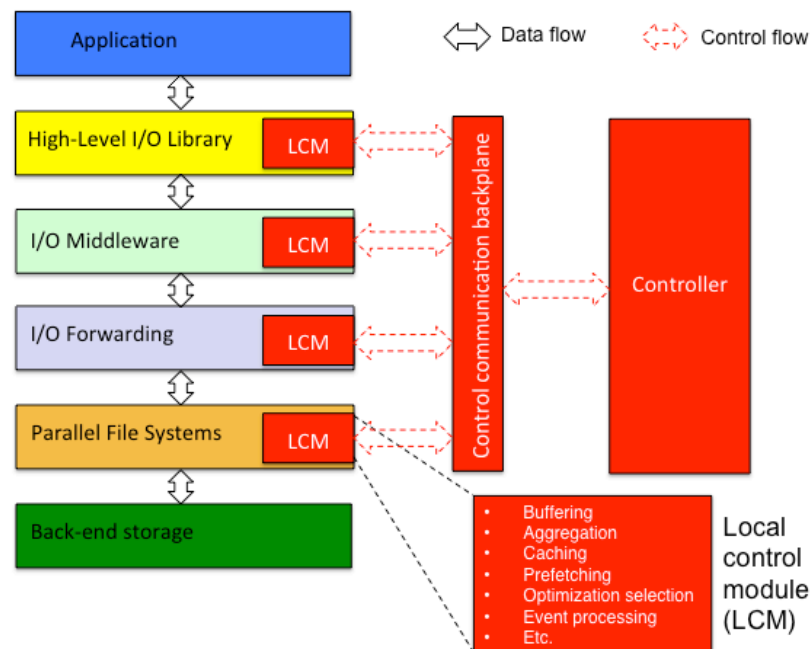 Application
Data flow
Control flow
High-Level I/O Library
LCM
I/O Middleware
LCM
I/O Forwarding
LCM
Parallel File Systems
LCM
Back-end storage
Control communication backplane
Controller
• Buffering
• Aggregation
• Caching
• Prefetching
• Optimization selection
• Event processing
• Etc.
Local
control
module
(LCM)